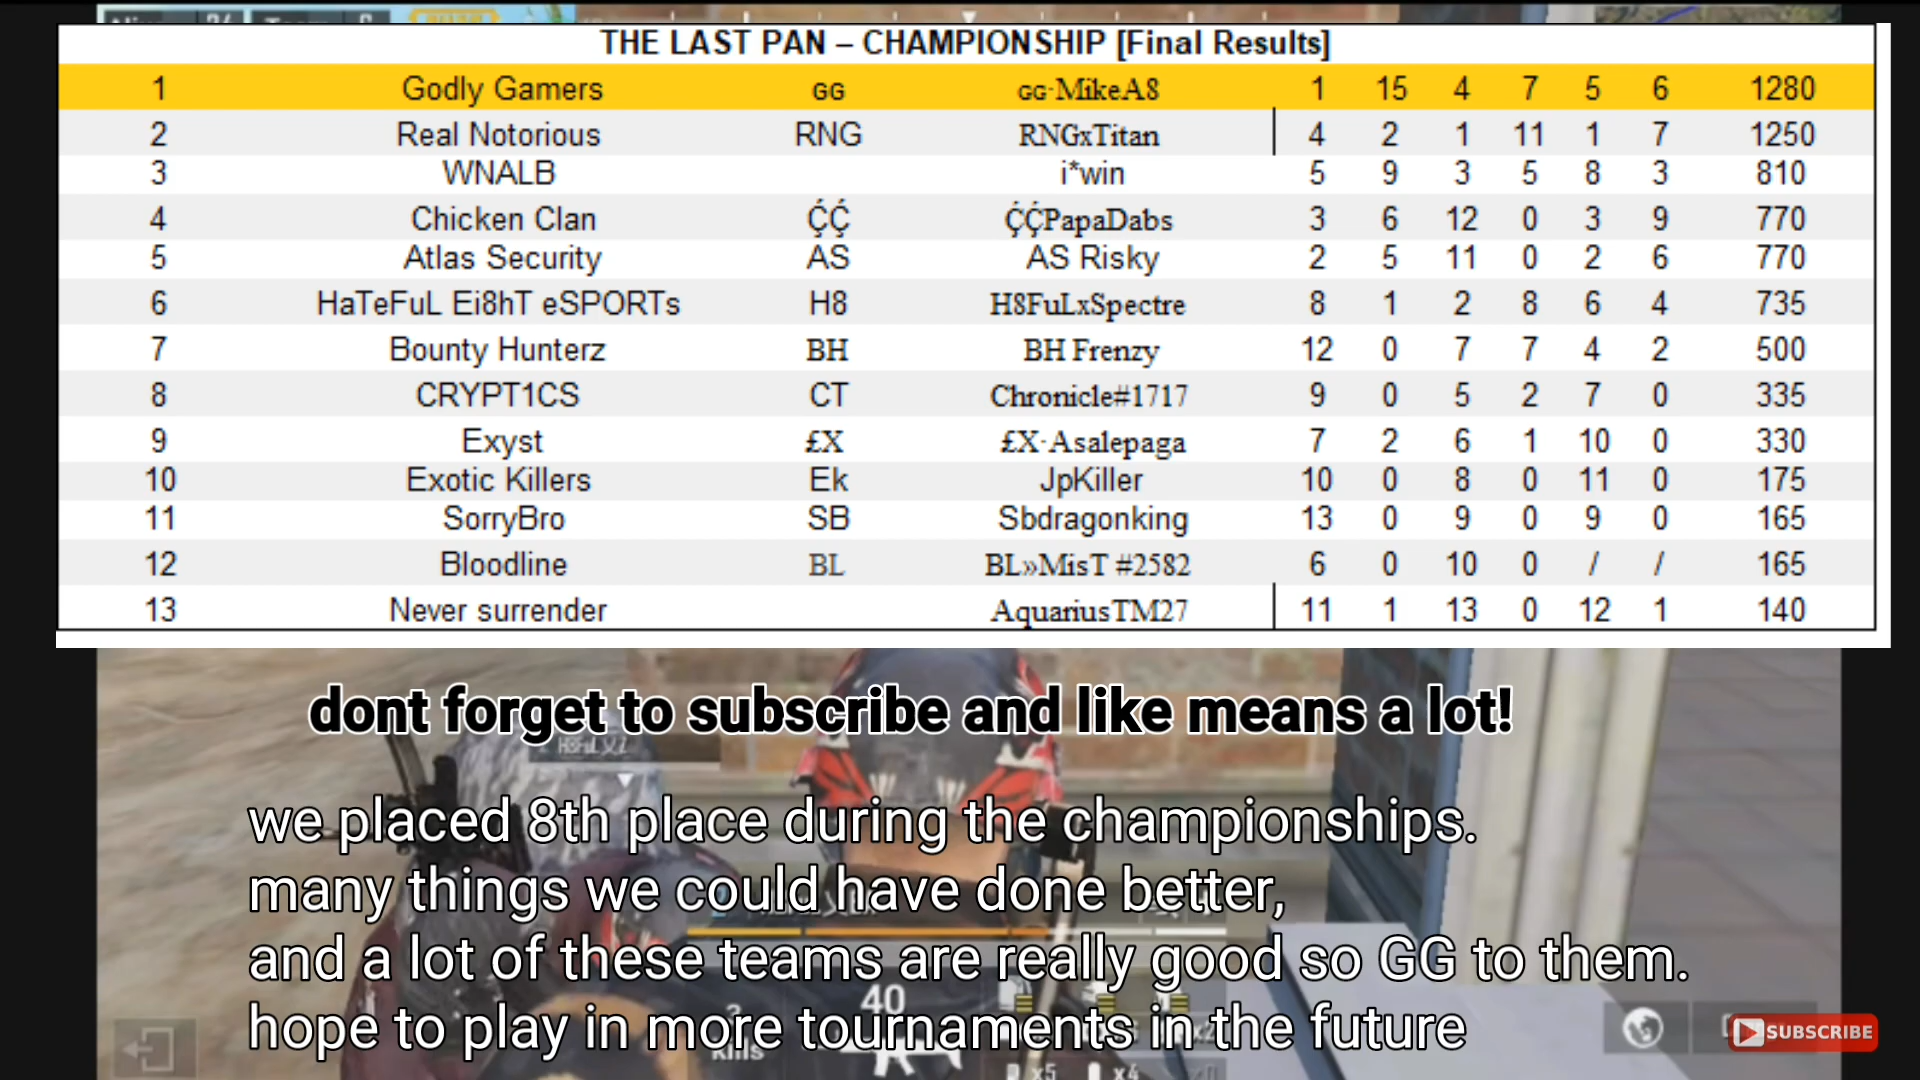 THE LAST PAN – CHAMPIONSHIP [Final Results]
1 Godly Gamers GG GG·MikeA8 1 15 4 7 5 6 1280
2 Real Notorious RNG RNGxTitan 4 2 1 11 1 7 1250
3 WNALB i*win 5 9 3 5 8 3 810
4 Chicken Clan ḈḈ ḈḈPapaDabs 3 6 12 0 3 9 770
5 Atlas Security AS AS Risky 2 5 11 0 2 6 770
6 HaTeFuL Ei8hT eSPORTs H8 H8FuLxSpectre 8 1 2 8 6 4 735
7 Bounty Hunterz BH BH Frenzy 12 0 7 7 4 2 500
8 CRYPT1CS CT Chronicle#1717 9 0 5 2 7 0 335
9 Exyst £X £X·Asalepaga 7 2 6 1 10 0 330
10 Exotic Killers Ek JpKiller 10 0 8 0 11 0 175
11 SorryBro SB Sbdragonking 13 0 9 0 9 0 165
12 Bloodline BL BL»MisT #2582 6 0 10 0 / / 165
13 Never surrender AquariusTM27 11 1 13 0 12 1 140
dont forget to subscribe and like means a lot!
we placed 8th place during the championships.
many things we could have done better,
and a lot of these teams are really good so GG to them.
hope to play in more tournaments in the future
40
kills
x5 x4
SUBSCRIBE